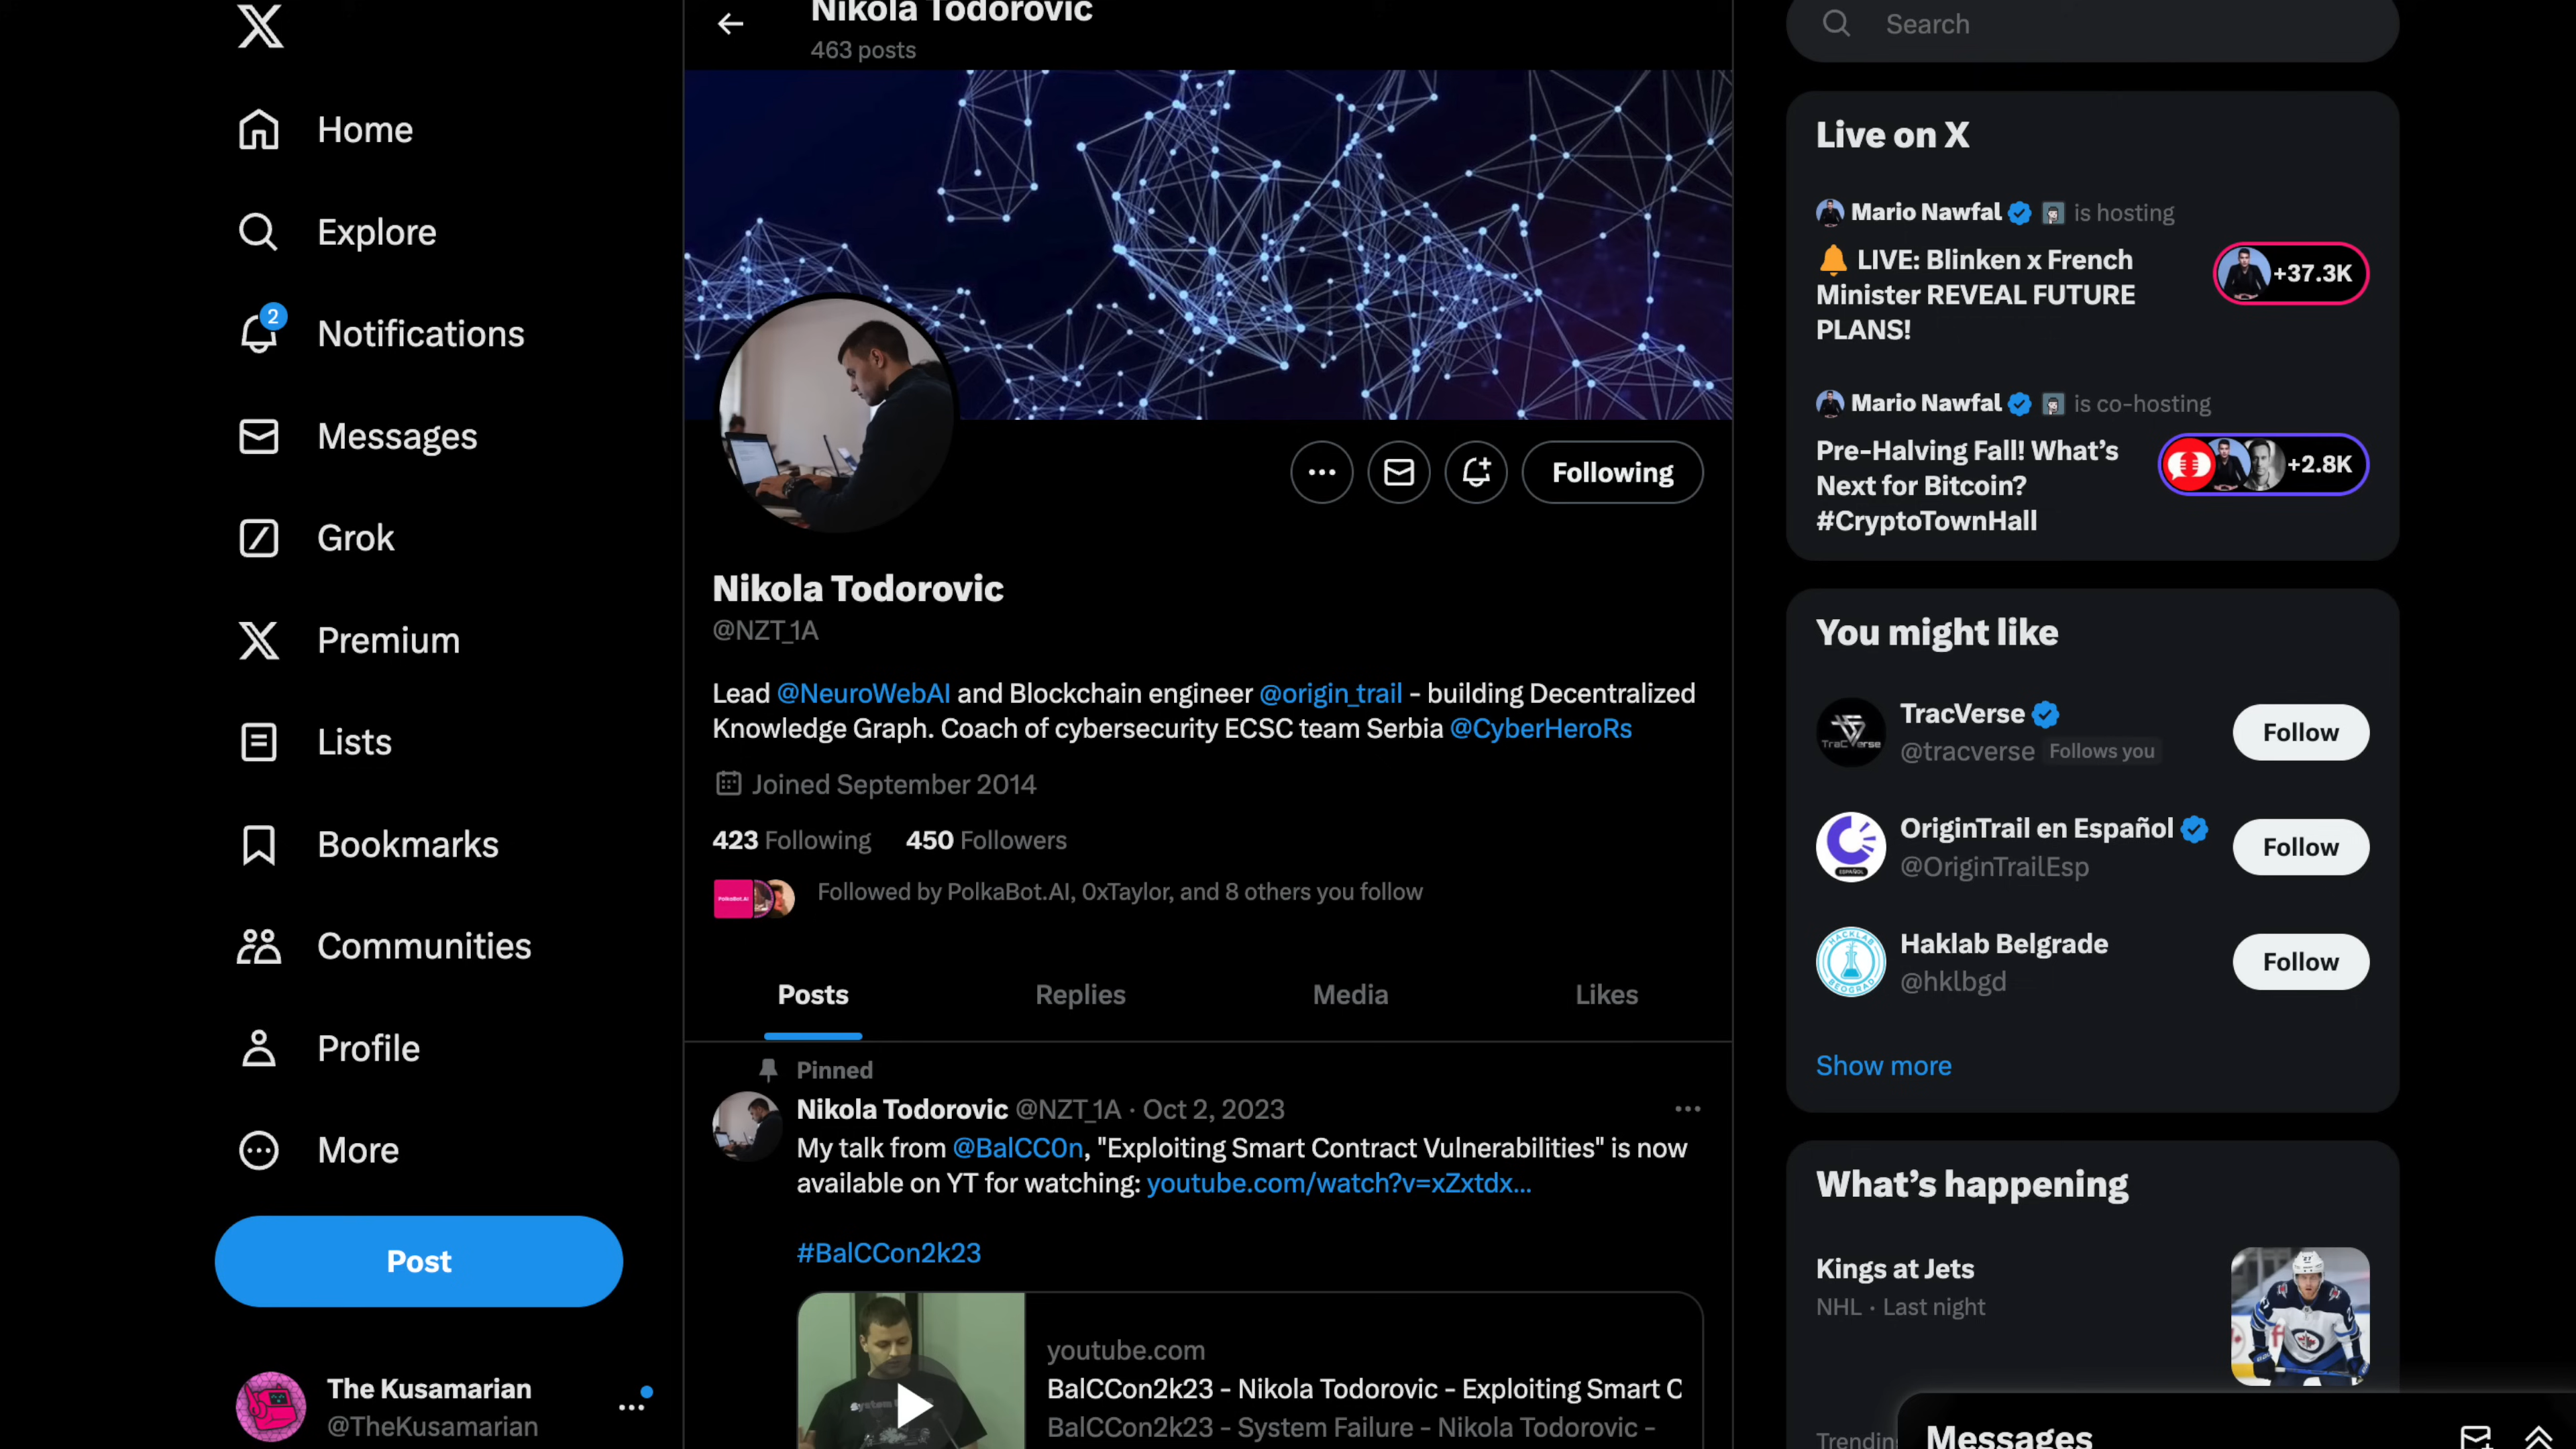 Home
Explore
2
Notifications
Messages
Grok
Premium
Lists
Bookmarks
Communities
Profile
More
Post
The Kusamarian
@TheKusamarian
Nikola Todorovic
463 posts
Following
Nikola Todorovic
@NZT_1A
Lead @NeuroWebAI and Blockchain engineer @origin_trail - building Decentralized
Knowledge Graph. Coach of cybersecurity ECSC team Serbia @CyberHeroRs
Joined September 2014
423 Following 450 Followers
PolkaBot.AI
Followed by PolkaBot.AI, 0xTaylor, and 8 others you follow
Posts Replies Media Likes
Pinned
Nikola Todorovic @NZT_1A · Oct 2, 2023
My talk from @BalCC0n, "Exploiting Smart Contract Vulnerabilities" is now
available on YT for watching: youtube.com/watch?v=xZxtdx...
#BalCCon2k23
youtube.com
BalCCon2k23 - Nikola Todorovic - Exploiting Smart C
BalCCon2k23 - System Failure - Nikola Todorovic -
Search
Live on X
Mario Nawfal is hosting
🔔 LIVE: Blinken x French
Minister REVEAL FUTURE
PLANS!
+37.3K
Mario Nawfal is co-hosting
Pre-Halving Fall! What's
Next for Bitcoin?
#CryptoTownHall
+2.8K
You might like
TracVerse
TracVerse
@tracverse Follows you
Follow
OriginTrail en Español
@OriginTrailEsp
ESPAÑOL
Follow
HACKLAB
BEOGRAD
Haklab Belgrade
@hklbgd
Follow
Show more
What's happening
Kings at Jets
NHL · Last night
Messages